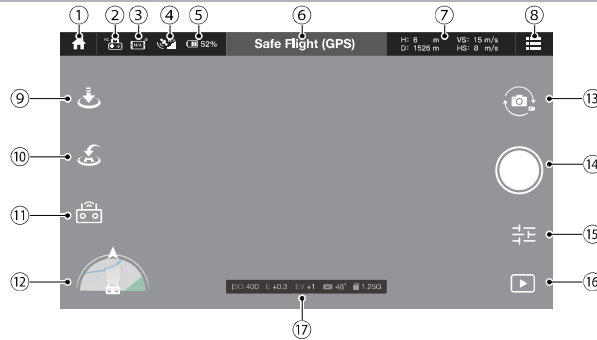 ① ② ③ ④ ⑤ ⑥ ⑦ ⑧
RC N/A 52% Safe Flight (GPS) H: 6 m VS: 15 m/s
D: 1526 m HS: 8 m/s
⑨ ⑬
⑩ ⑭
⑪ ⑮
⑫ ⑯
ISO 400 E +0.3 EV +1 48° 1.25G
⑰